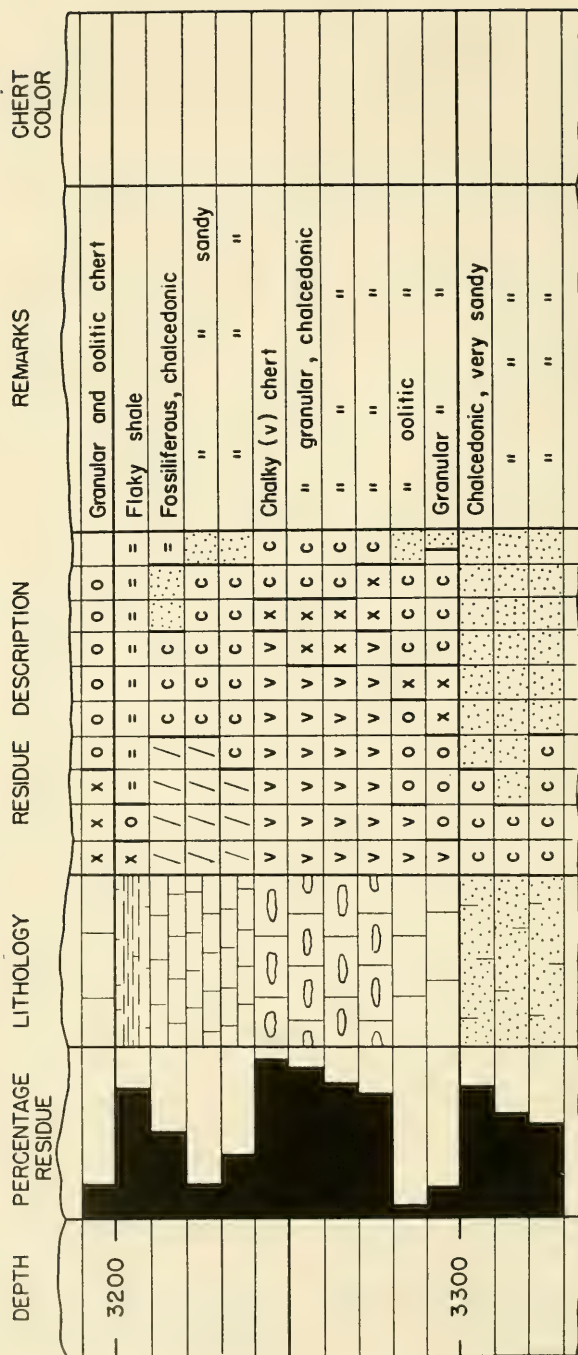 DEPTH PERCENTAGE RESIDUE LITHOLOGY RESIDUE DESCRIPTION REMARKS CHERT COLOR
x x x o o o o o o Granular and oolitic chert
3200 x o = = = = = = = = Flaky shale
/ / / / c c c = Fossiliferous, chalcedonic
/ / / / c c c c c " " sandy
/ / / c c c c c c " " "
v v v v v v v x c c Chalky (v) chert
v v v v v v x x c c " granular, chalcedonic
v v v v v v x x c c " " "
v v v v v v v x x c " " "
v v o o o x c c c " oolitic "
v o o o x x c c c Granular " "
3300 c c c Chalcedonic, very sandy
c c " " "
c c c c " " "